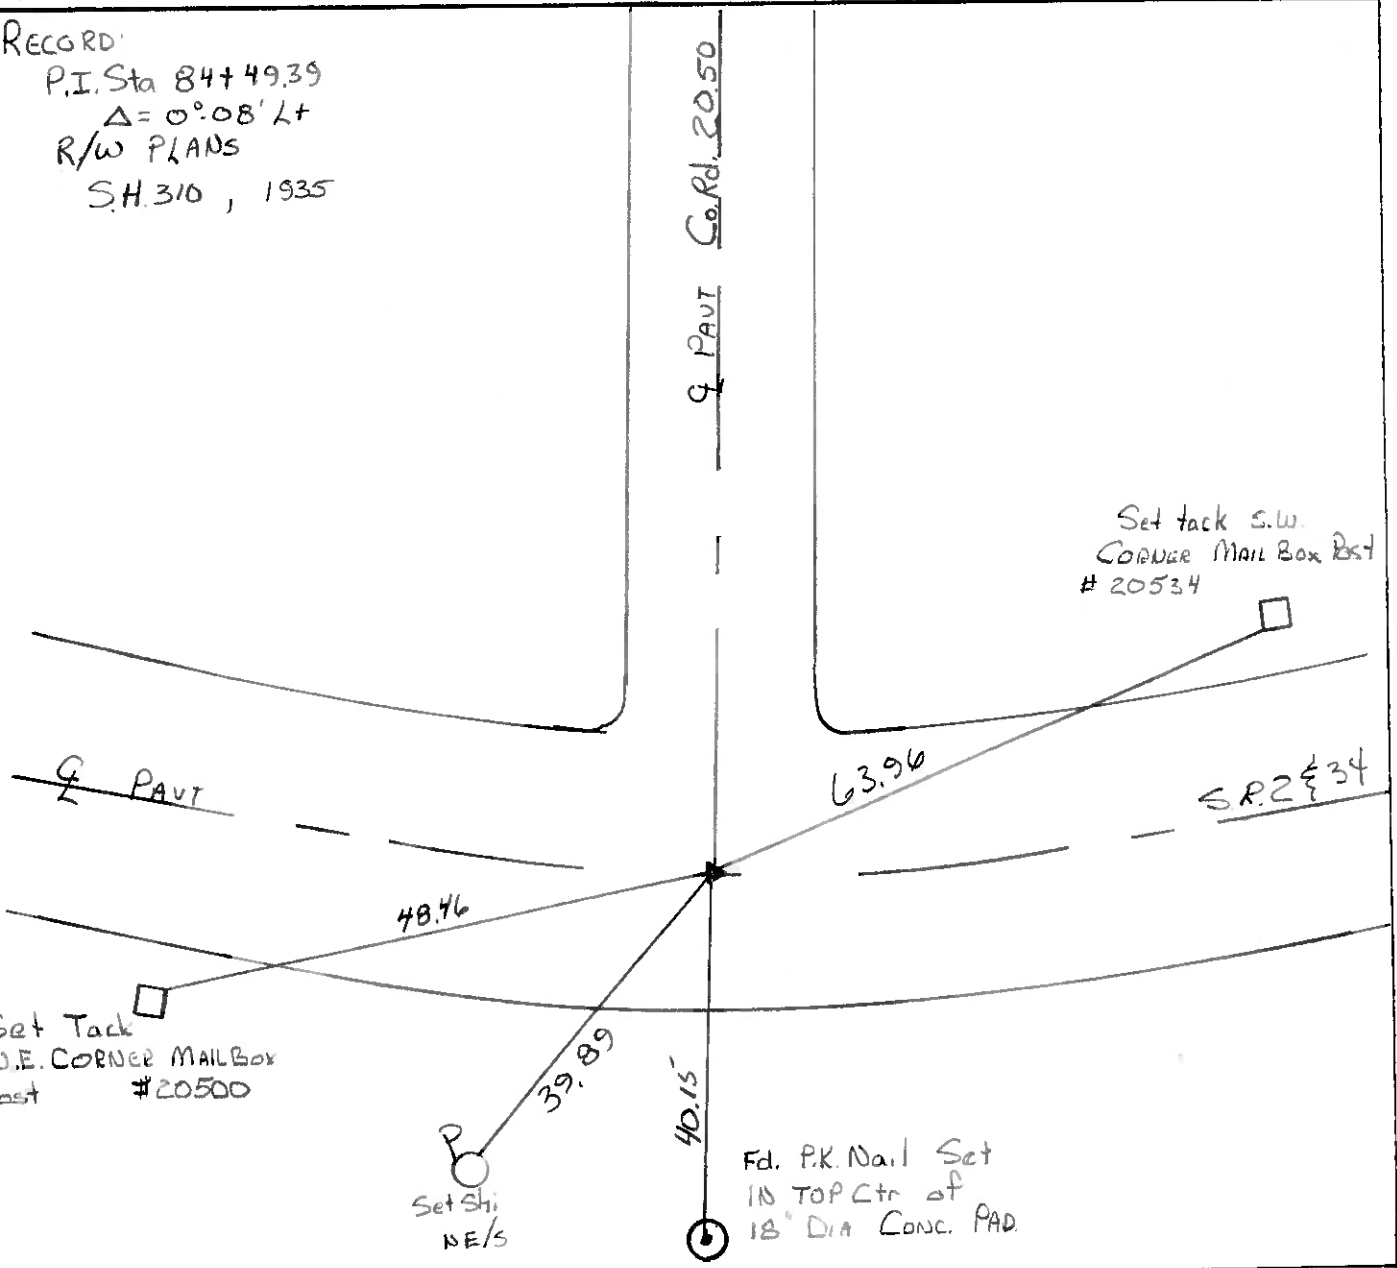 RECORD
P.I. Sta 84+49.39
Δ= 0°08' Lt
R/W PLANS
S.H. 310 , 1935
℄ PAVT Co. Rd. 20.50
Set tack S.W.
CORNER MAIL BOX Post
# 20534
℄ PAVT
63.96
S.R. 2 & 34
48.46
Set Tack
N.E. CORNER MAILBOX
Post #20500
39.89
40.15'
P
Set Shi
NE/S
Fd. P.K. Nail Set
IN TOP Ctr of
18" DIA CONC. PAD.